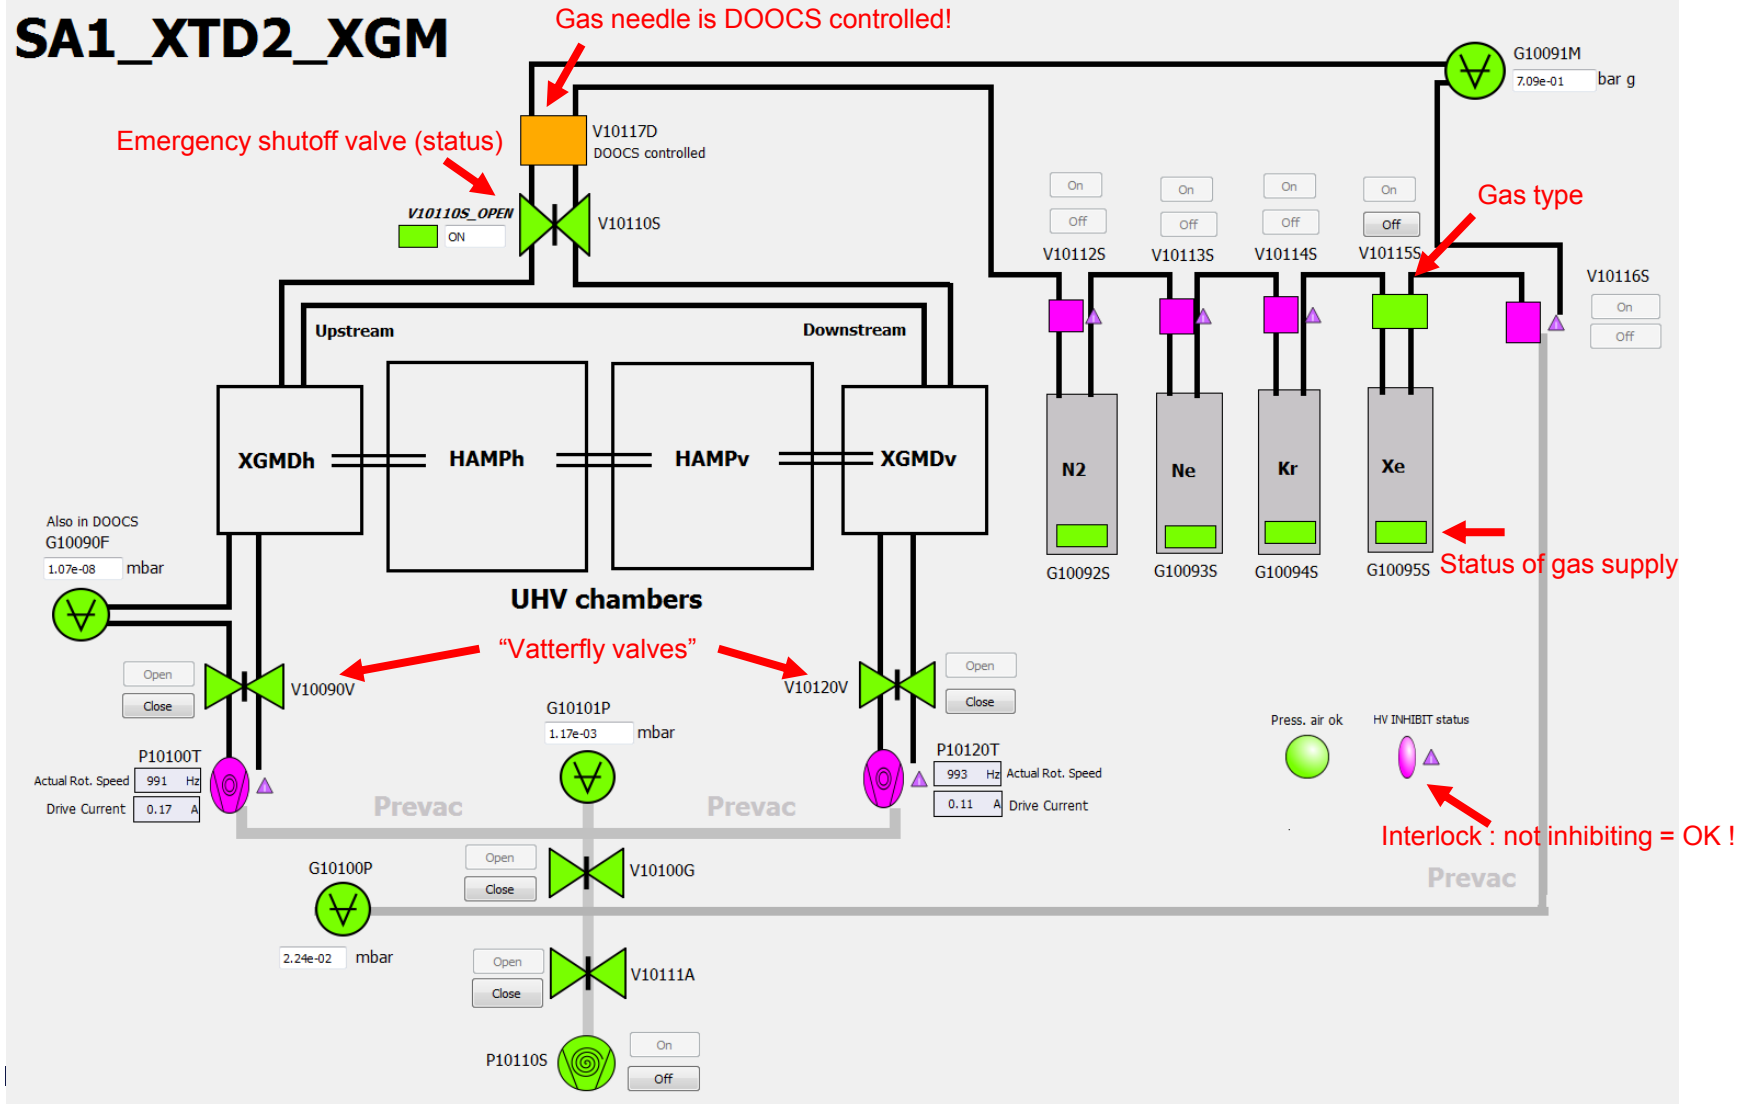 SA1_XTD2_XGM
Gas needle is DOOCS controlled!
G10091M
7.09e-01 bar g
Emergency shutoff valve (status)
V10117D
DOOCS controlled
V10110S_OPEN
ON
V10110S
On
Off
V10112S
On
Off
V10113S
On
Off
V10114S
On
Off
V10115S
Gas type
V10116S
On
Off
Upstream
Downstream
XGMDh
HAMPh
HAMPv
XGMDv
N2
Ne
Kr
Xe
G10092S
G10093S
G10094S
G10095S
Status of gas supply
Also in DOOCS
G10090F
1.07e-08 mbar
UHV chambers
“Vatterfly valves”
Open
Close
V10090V
V10120V
Open
Close
G10101P
1.17e-03 mbar
P10100T
Actual Rot. Speed 991 Hz
Drive Current 0.17 A
P10120T
993 Hz Actual Rot. Speed
0.11 A Drive Current
Press. air ok
HV INHIBIT status
Interlock : not inhibiting = OK !
Prevac
Prevac
Prevac
G10100P
2.24e-02 mbar
Open
Close
V10100G
Open
Close
V10111A
P10110S
On
Off